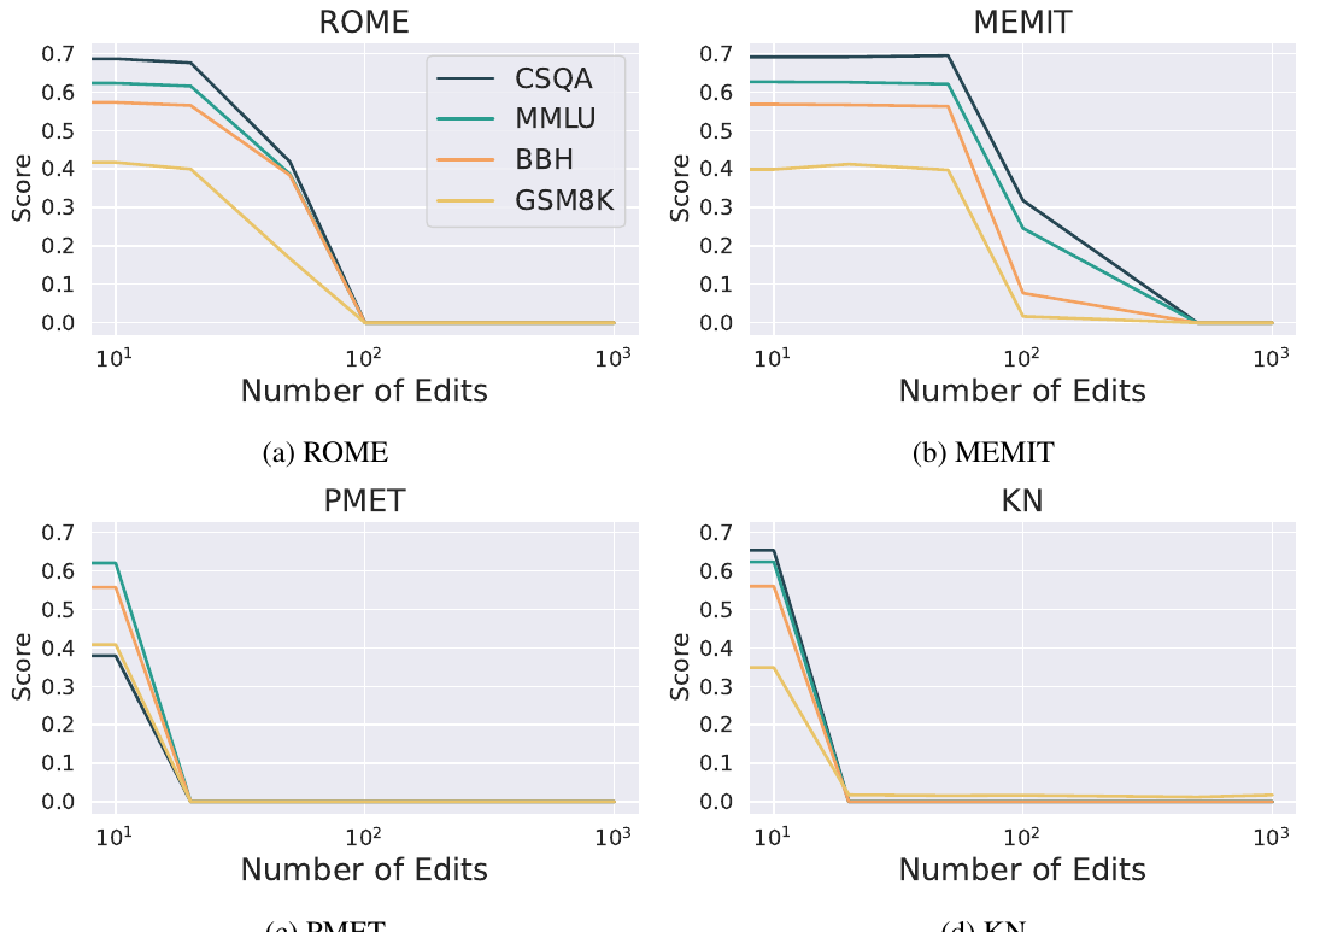 ROME
0.7
0.6
0.5
0.4
0.3
0.2
0.1
0.0
Score
CSQA
MMLU
BBH
GSM8K
10¹ 10² 10³
Number of Edits
(a) ROME
MEMIT
0.7
0.6
0.5
0.4
0.3
0.2
0.1
0.0
Score
10¹ 10² 10³
Number of Edits
(b) MEMIT
PMET
0.7
0.6
0.5
0.4
0.3
0.2
0.1
0.0
Score
10¹ 10² 10³
Number of Edits
(c) PMET
KN
0.7
0.6
0.5
0.4
0.3
0.2
0.1
0.0
Score
10¹ 10² 10³
Number of Edits
(d) KN